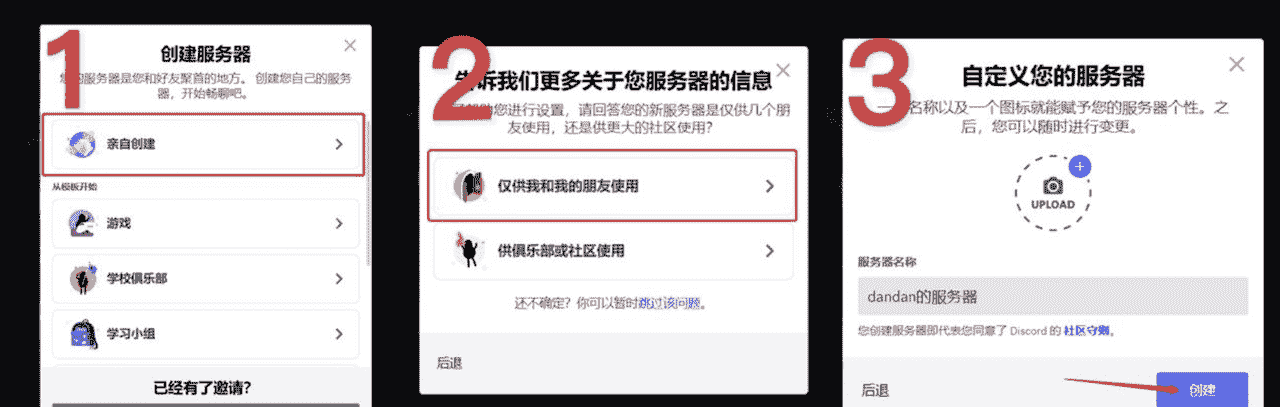 1
创建服务器
的服务器是您和好友聚首的地方。创建您自己的服务
器，开始畅聊吧。
亲自创建
从模板开始
游戏
学校俱乐部
学习小组
已经有了邀请？
2
告诉我们更多关于您服务器的信息
您进行设置，请回答您的新服务器是仅供几个朋
友使用，还是供更大的社区使用？
仅供我和我的朋友使用
供俱乐部或社区使用
还不确定？你可以暂时跳过该问题。
后退
3
自定义您的服务器
名称以及一个图标就能赋予您的服务器个性。之
后，您可以随时进行变更。
UPLOAD
服务器名称
dandan的服务器
您创建服务器即代表您同意了 Discord 的 社区守则。
后退
创建